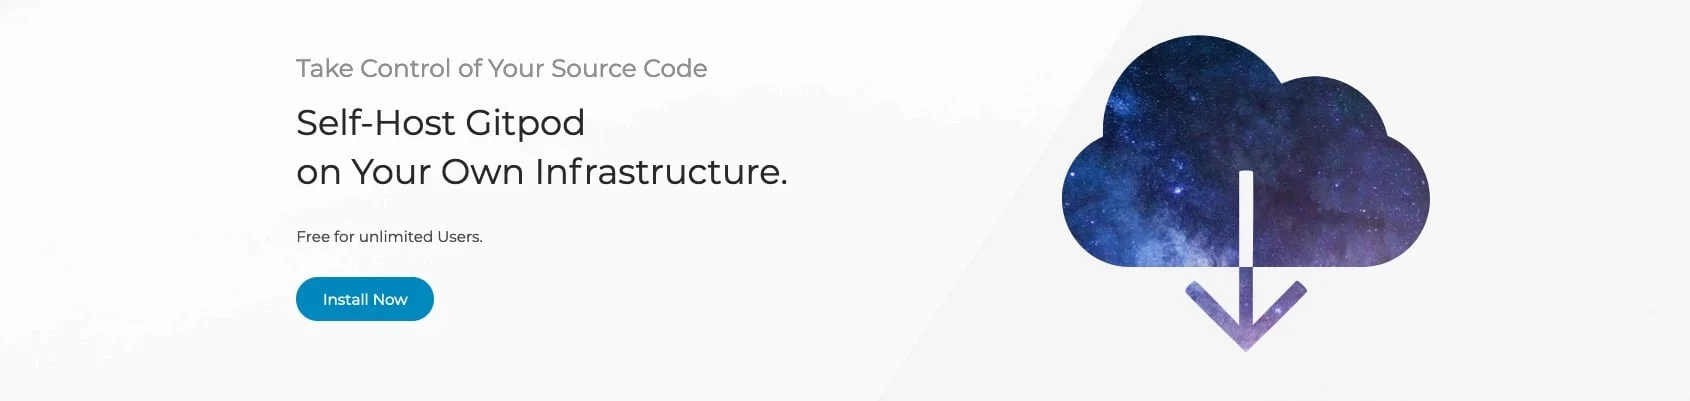 Take Control of Your Source Code
Self-Host Gitpod
on Your Own Infrastructure.
Free for unlimited Users.
Install Now